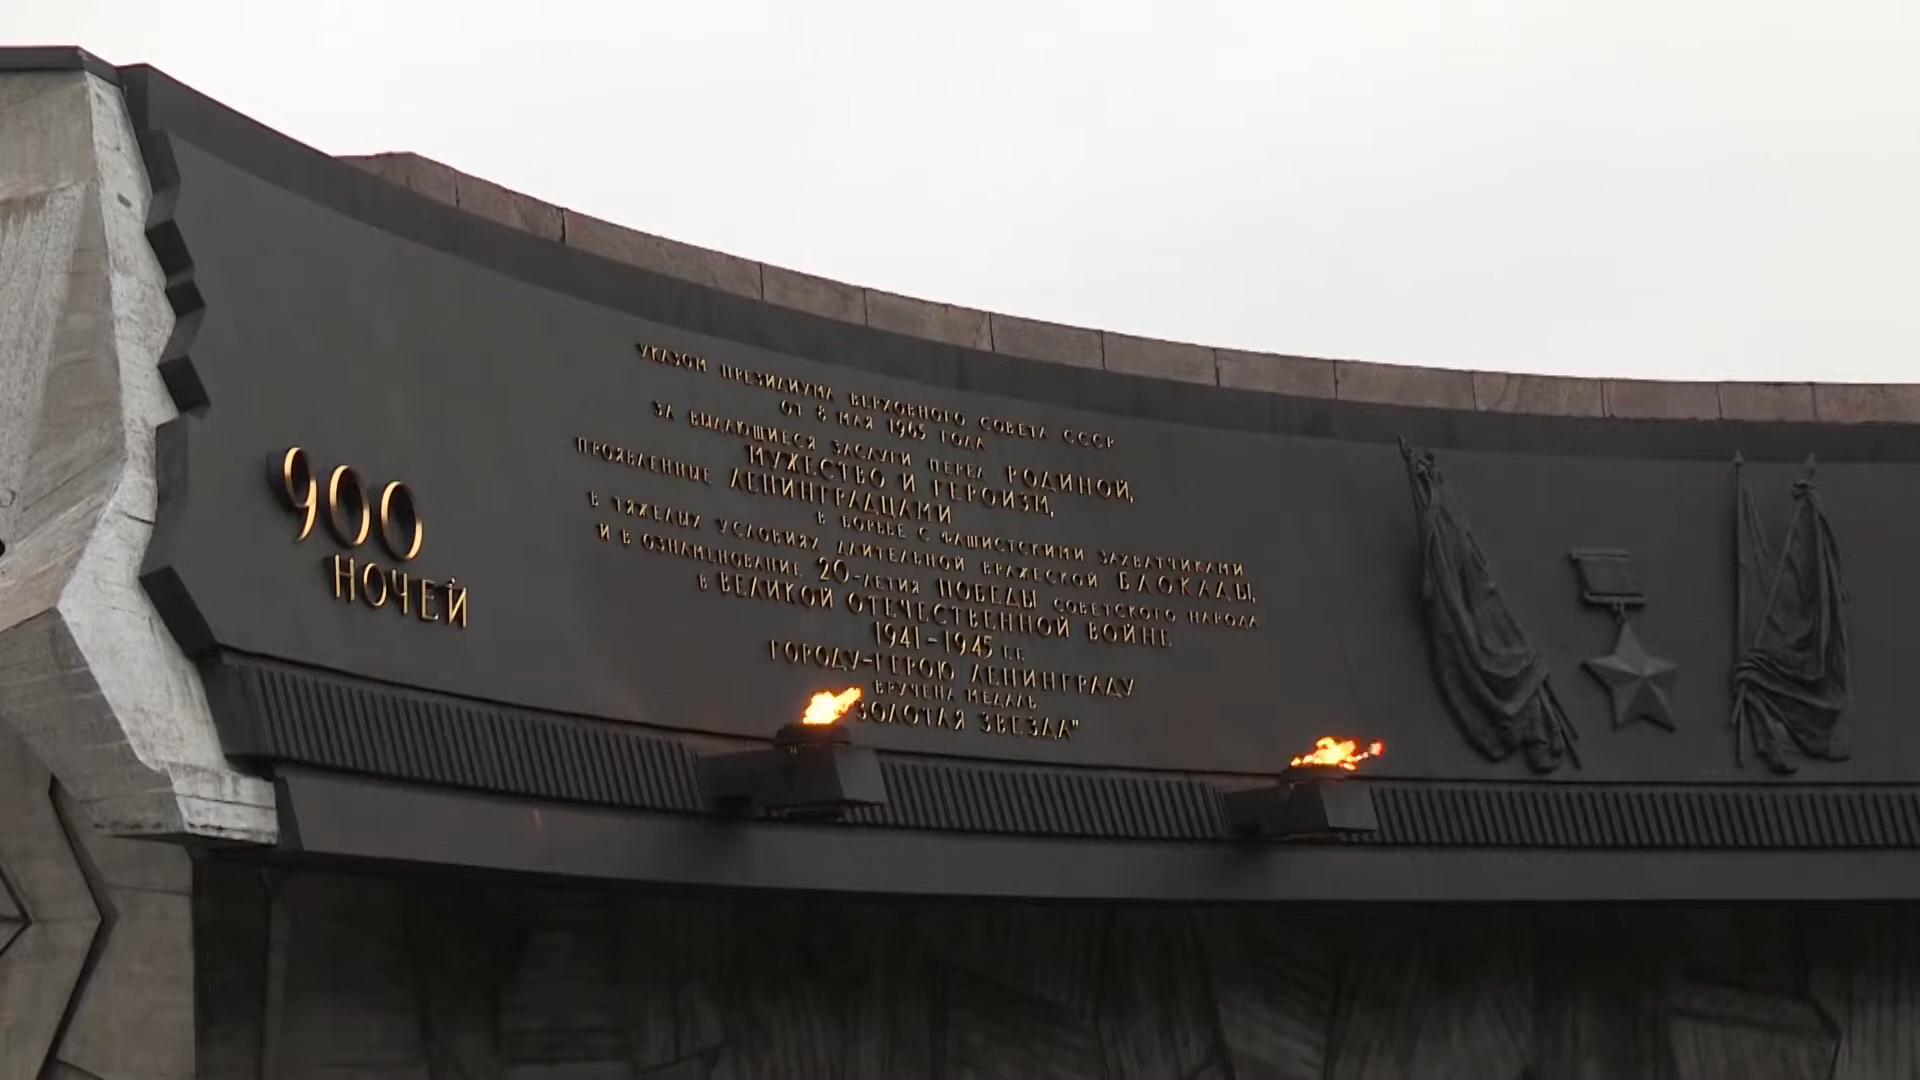 900
НОЧЕЙ
УКАЗОМ ПРЕЗИДИУМА ВЕРХОВНОГО СОВЕТА СССР
ОТ 8 МАЯ 1965 ГОДА
ЗА ВЫДАЮЩИЕСЯ ЗАСЛУГИ ПЕРЕД РОДИНОЙ,
МУЖЕСТВО И ГЕРОИЗМ,
ПРОЯВЛЕННЫЕ ЛЕНИНГРАДЦАМИ
В БОРЬБЕ С ФАШИСТСКИМИ ЗАХВАТЧИКАМИ
В ТЯЖЕЛЫХ УСЛОВИЯХ ДЛИТЕЛЬНОЙ ВРАЖЕСКОЙ БЛОКАДЫ,
И В ОЗНАМЕНОВАНИЕ 20-ЛЕТИЯ ПОБЕДЫ СОВЕТСКОГО НАРОДА
В ВЕЛИКОЙ ОТЕЧЕСТВЕННОЙ ВОЙНЕ
1941-1945 Г.Г.
ГОРОДУ-ГЕРОЮ ЛЕНИНГРАДУ
ВРУЧЕНА МЕДАЛЬ
ЗОЛОТАЯ ЗВЕЗДА"